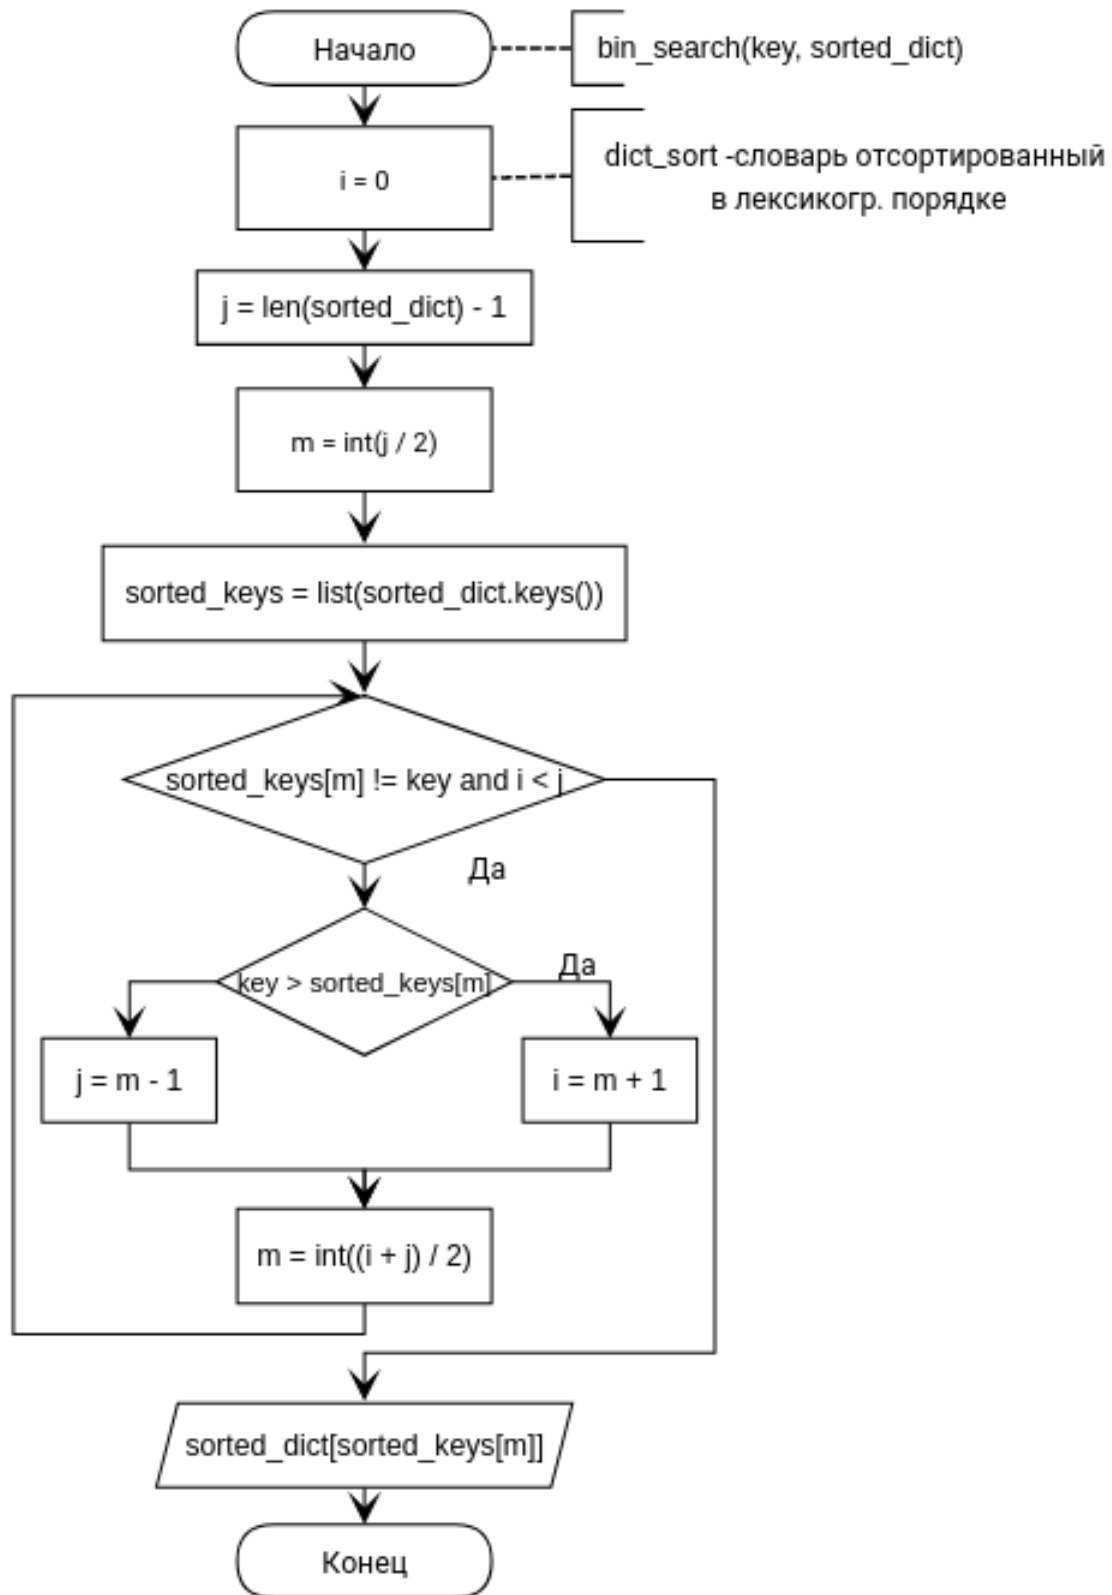 Начало
bin_search(key, sorted_dict)
i = 0
dict_sort -словарь отсортированный
в лексикогр. порядке
j = len(sorted_dict) - 1
m = int(j / 2)
sorted_keys = list(sorted_dict.keys())
sorted_keys[m] != key and i < j
Да
key > sorted_keys[m]
Да
j = m - 1
i = m + 1
m = int((i + j) / 2)
sorted_dict[sorted_keys[m]]
Конец